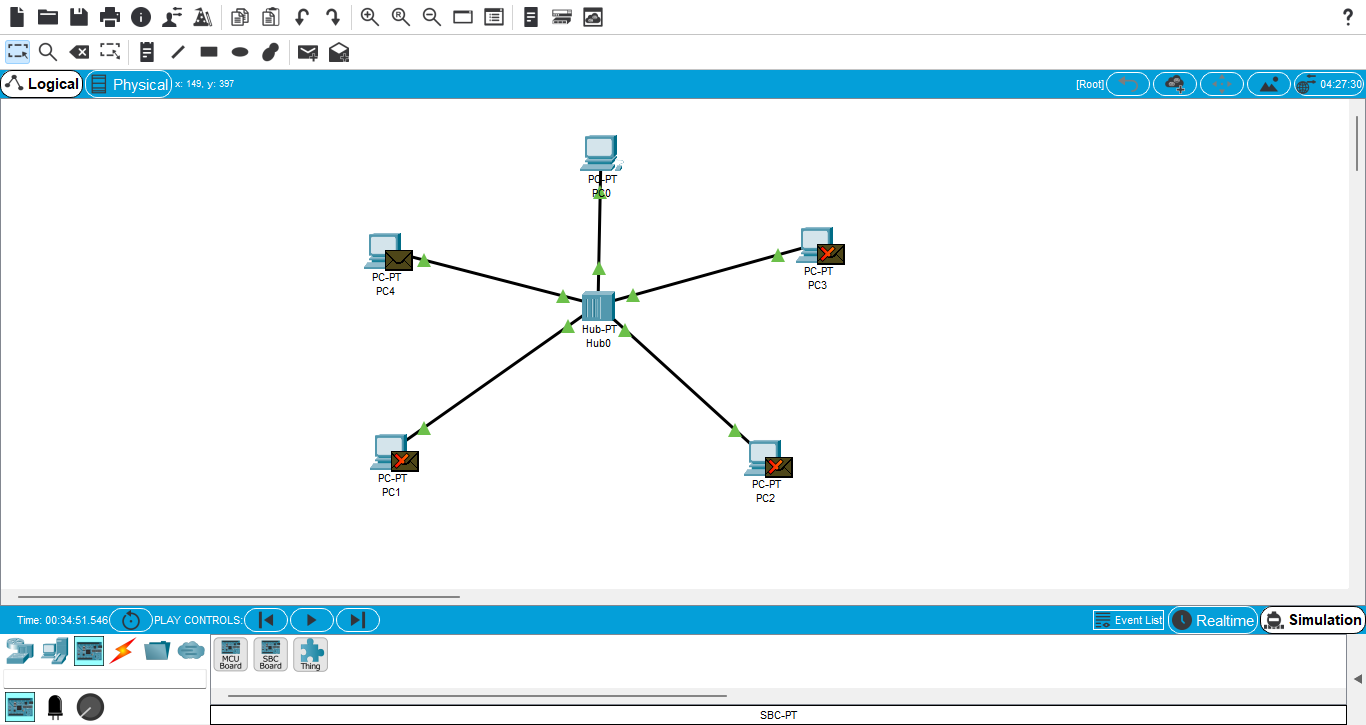 ?
Logical
Physical
x: 149, y: 397
[Root]
04:27:30
PC-PT
PC0
PC-PT
PC4
PC-PT
PC3
Hub-PT
Hub0
PC-PT
PC1
PC-PT
PC2
Time: 00:34:51.546
PLAY CONTROLS:
Event List
Realtime
Simulation
MCU
Board
SBC
Board
Thing
SBC-PT